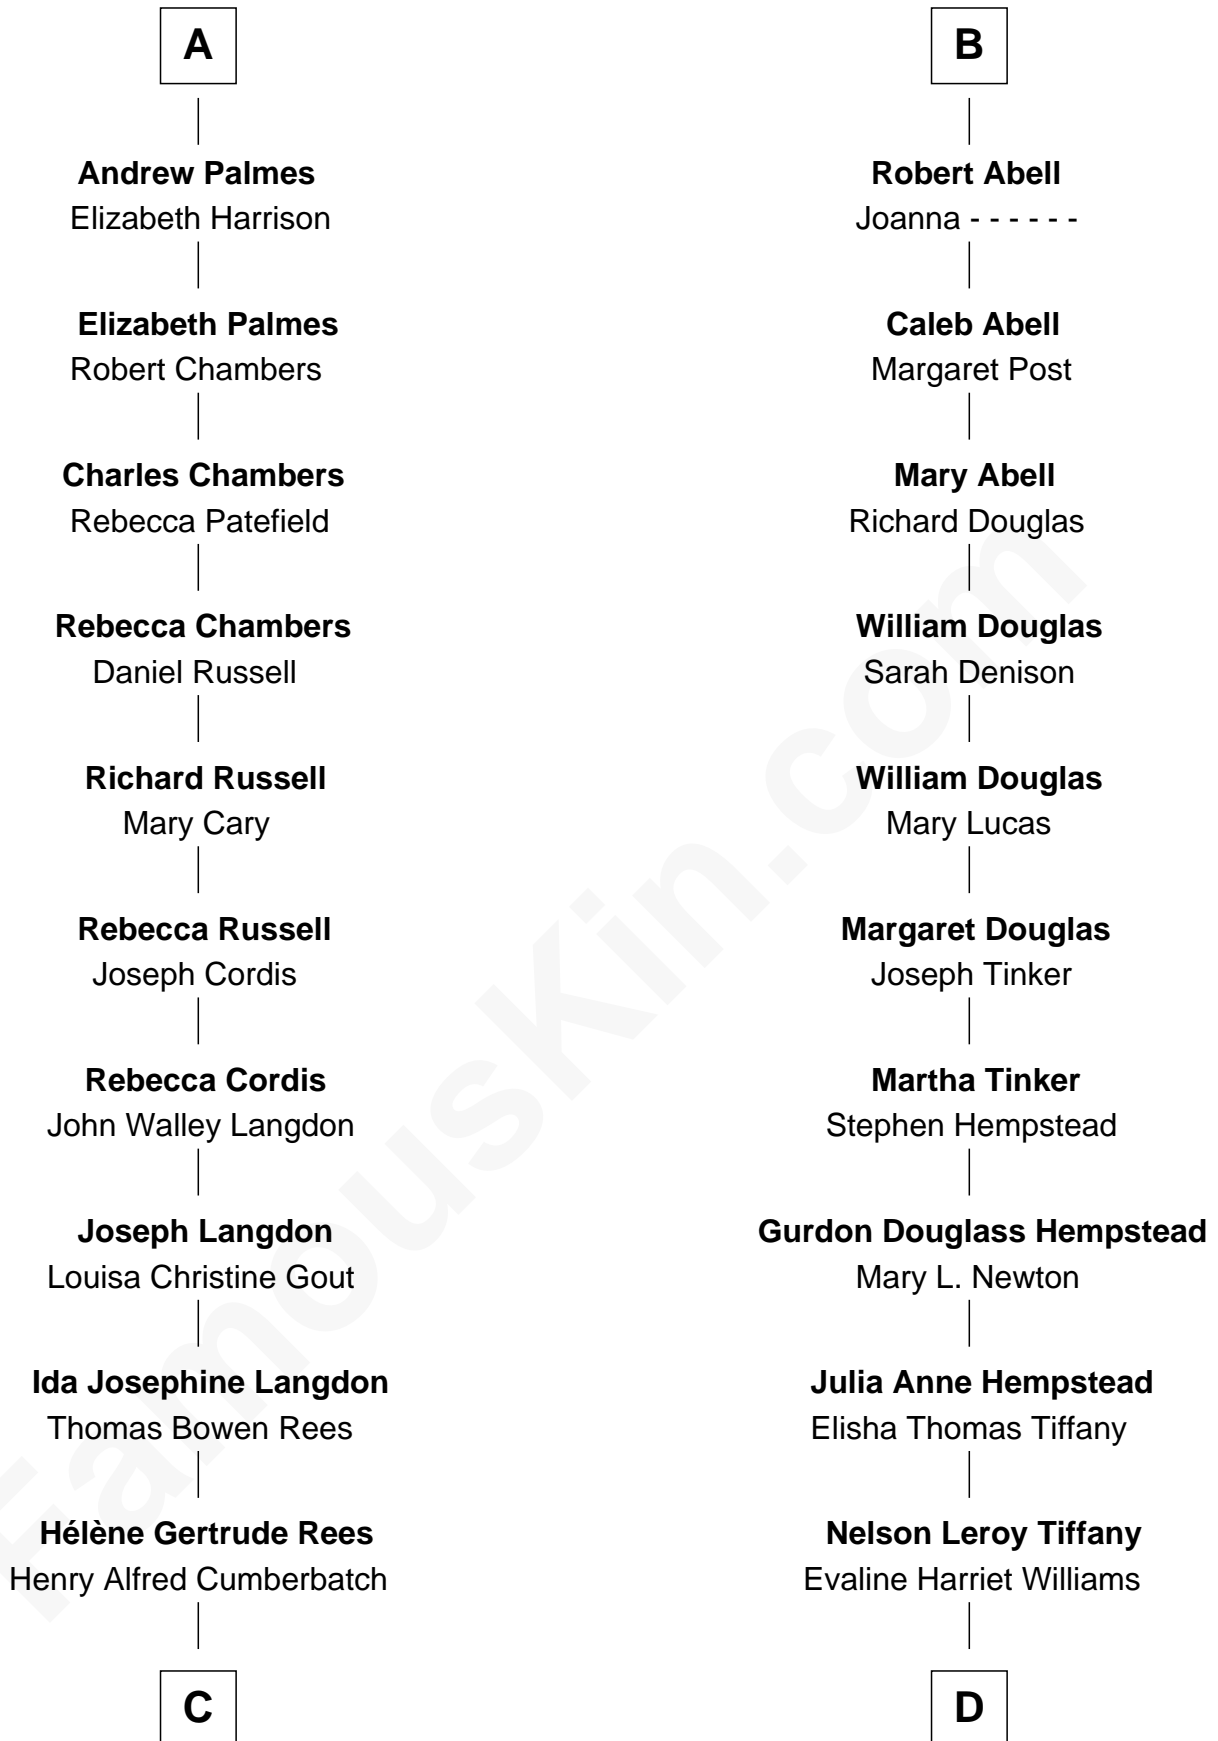 A
Andrew Palmes
Elizabeth Harrison
Elizabeth Palmes
Robert Chambers
Charles Chambers
Rebecca Patefield
Rebecca Chambers
Daniel Russell
Richard Russell
Mary Cary
Rebecca Russell
Joseph Cordis
Rebecca Cordis
John Walley Langdon
Joseph Langdon
Louisa Christine Gout
Ida Josephine Langdon
Thomas Bowen Rees
Hélène Gertrude Rees
Henry Alfred Cumberbatch
C
B
Robert Abell
Joanna - - - - - -
Caleb Abell
Margaret Post
Mary Abell
Richard Douglas
William Douglas
Sarah Denison
William Douglas
Mary Lucas
Margaret Douglas
Joseph Tinker
Martha Tinker
Stephen Hempstead
Gurdon Douglass Hempstead
Mary L. Newton
Julia Anne Hempstead
Elisha Thomas Tiffany
Nelson Leroy Tiffany
Evaline Harriet Williams
D
FamousKin.com